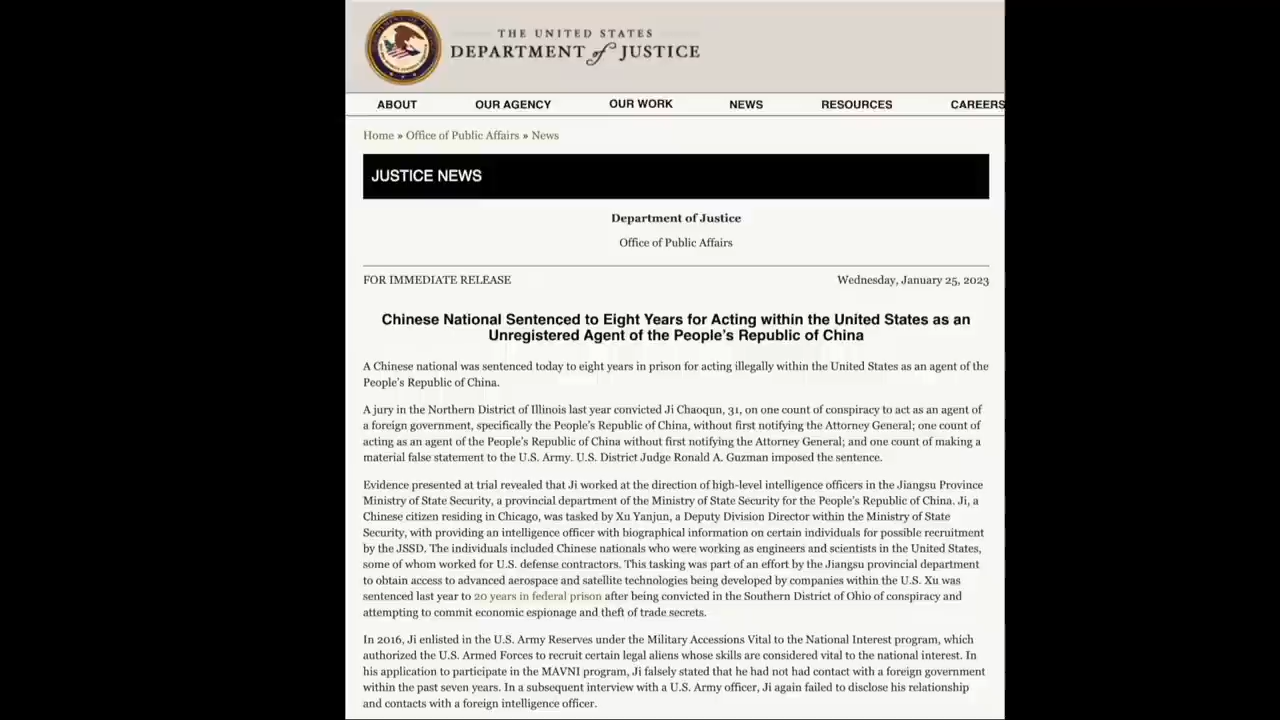 THE UNITED STATES
DEPARTMENT of JUSTICE
ABOUT OUR AGENCY OUR WORK NEWS RESOURCES CAREERS
Home » Office of Public Affairs » News
JUSTICE NEWS
Department of Justice
Office of Public Affairs
FOR IMMEDIATE RELEASE Wednesday, January 25, 2023
Chinese National Sentenced to Eight Years for Acting within the United States as an
Unregistered Agent of the People's Republic of China
A Chinese national was sentenced today to eight years in prison for acting illegally within the United States as an agent of the
People's Republic of China.
A jury in the Northern District of Illinois last year convicted Ji Chaoqun, 31, on one count of conspiracy to act as an agent of
a foreign government, specifically the People's Republic of China, without first notifying the Attorney General; one count of
acting as an agent of the People's Republic of China without first notifying the Attorney General; and one count of making a
material false statement to the U.S. Army. U.S. District Judge Ronald A. Guzman imposed the sentence.
Evidence presented at trial revealed that Ji worked at the direction of high-level intelligence officers in the Jiangsu Province
Ministry of State Security, a provincial department of the Ministry of State Security for the People's Republic of China. Ji, a
Chinese citizen residing in Chicago, was tasked by Xu Yanjun, a Deputy Division Director within the Ministry of State
Security, with providing an intelligence officer with biographical information on certain individuals for possible recruitment
by the JSSD. The individuals included Chinese nationals who were working as engineers and scientists in the United States,
some of whom worked for U.S. defense contractors. This tasking was part of an effort by the Jiangsu provincial department
to obtain access to advanced aerospace and satellite technologies being developed by companies within the U.S. Xu was
sentenced last year to 20 years in federal prison after being convicted in the Southern District of Ohio of conspiracy and
attempting to commit economic espionage and theft of trade secrets.
In 2016, Ji enlisted in the U.S. Army Reserves under the Military Accessions Vital to the National Interest program, which
authorized the U.S. Armed Forces to recruit certain legal aliens whose skills are considered vital to the national interest. In
his application to participate in the MAVNI program, Ji falsely stated that he had not had contact with a foreign government
within the past seven years. In a subsequent interview with a U.S. Army officer, Ji again failed to disclose his relationship
and contacts with a foreign intelligence officer.